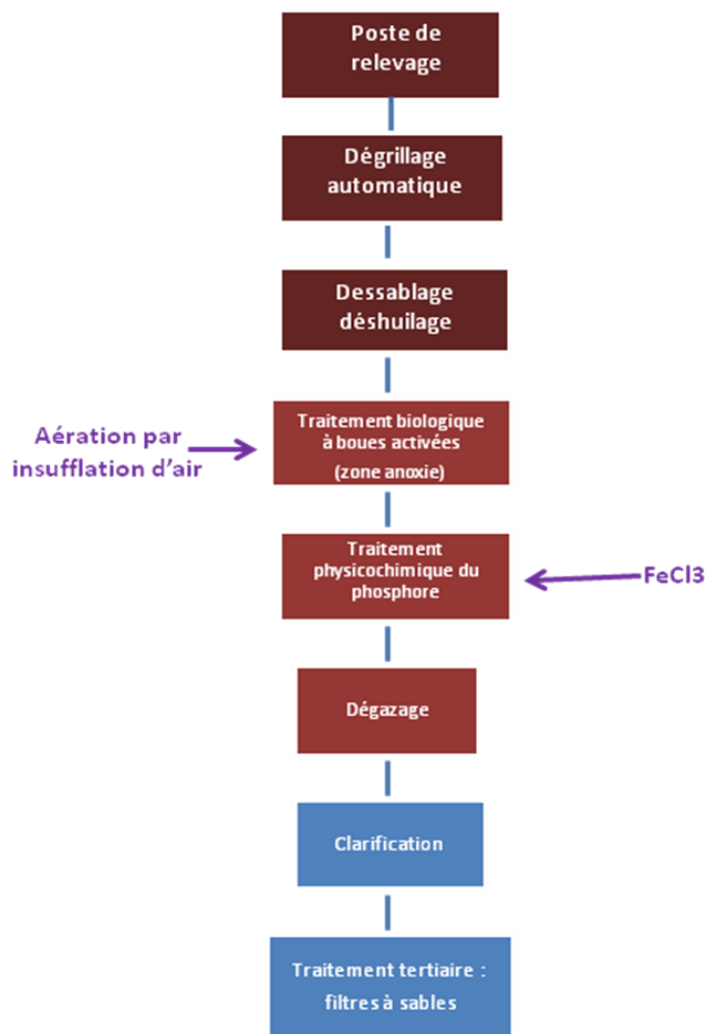 Poste de
relevage
Dégrillage
automatique
Dessablage
déshuilage
Aération par
insufflation d'air
Traitement biologique
à boues activées
(zone anoxie)
Traitement
physicochimique du
phosphore
FeCl3
Dégazage
Clarification
Traitement tertiaire :
filtres à sables